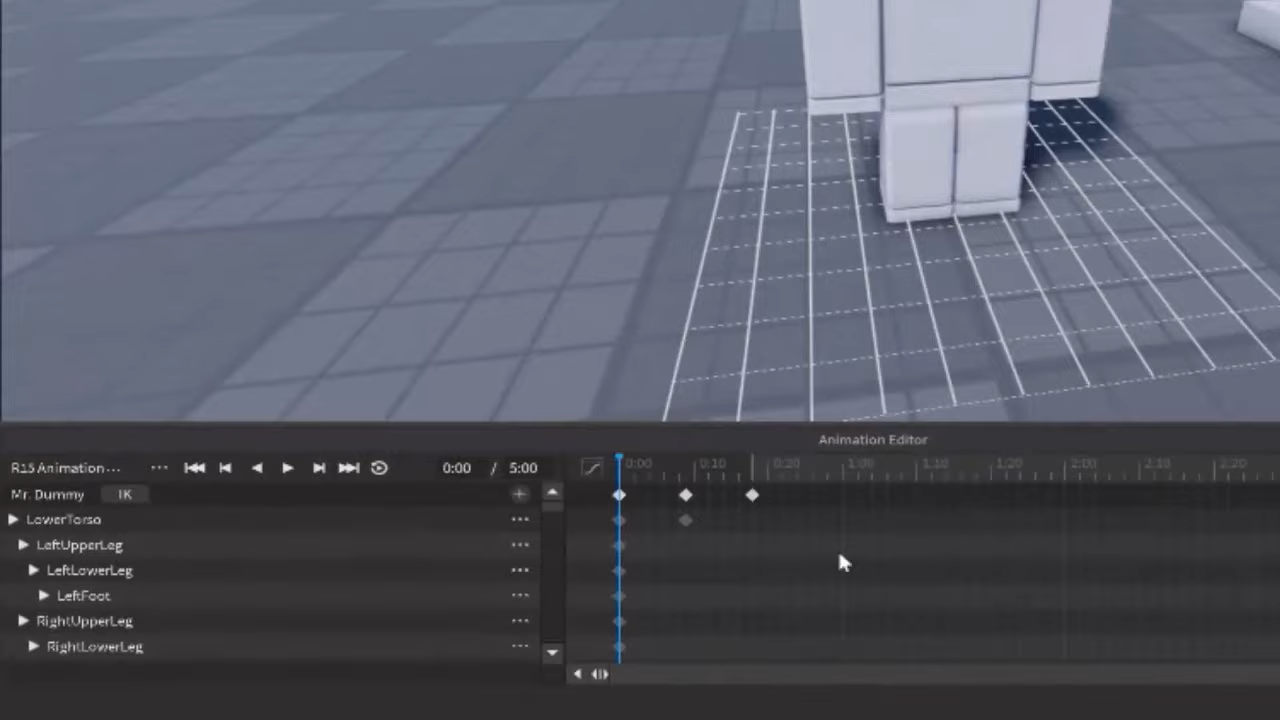 Animation Editor
R15 Animation... ... 0:00 / 5:00 0:00 0:10 0:20 1:00 1:10 1:20 2:00 2:10 2:20
Mr. Dummy IK
LowerTorso
LeftUpperLeg
LeftLowerLeg
LeftFoot
RightUpperLeg
RightLowerLeg